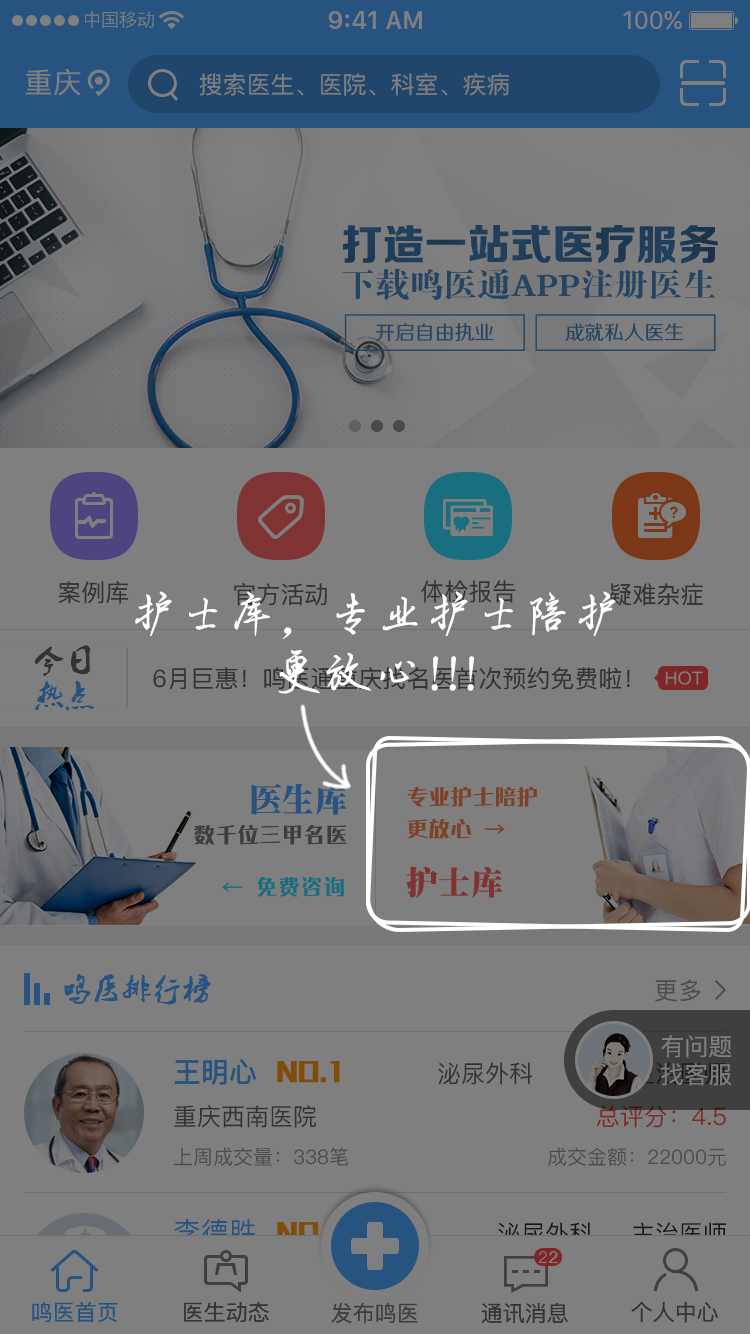 中国移动 9:41 AM 100%
重庆 搜索医生、医院、科室、疾病
打造一站式医疗服务
下载鸣医通APP注册医生
开启自由执业 成就私人医生
案例库 官方活动 体检报告 疑难杂症
护士库，专业护士陪护
更放心!!!
今日
热点
6月巨惠！鸣医通重庆找名医首次预约免费啦！ HOT
医生库
数千位三甲名医
← 免费咨询
专业护士陪护
更放心 →
护士库
鸣医排行榜 更多
有问题
找客服
王明心 NO.1 泌尿外科
重庆西南医院 总评分：4.5
上周成交量：338笔 成交金额：22000元
李德胜 NO 泌尿外科 主治医师
鸣医首页 医生动态 发布鸣医 通讯消息 22 个人中心